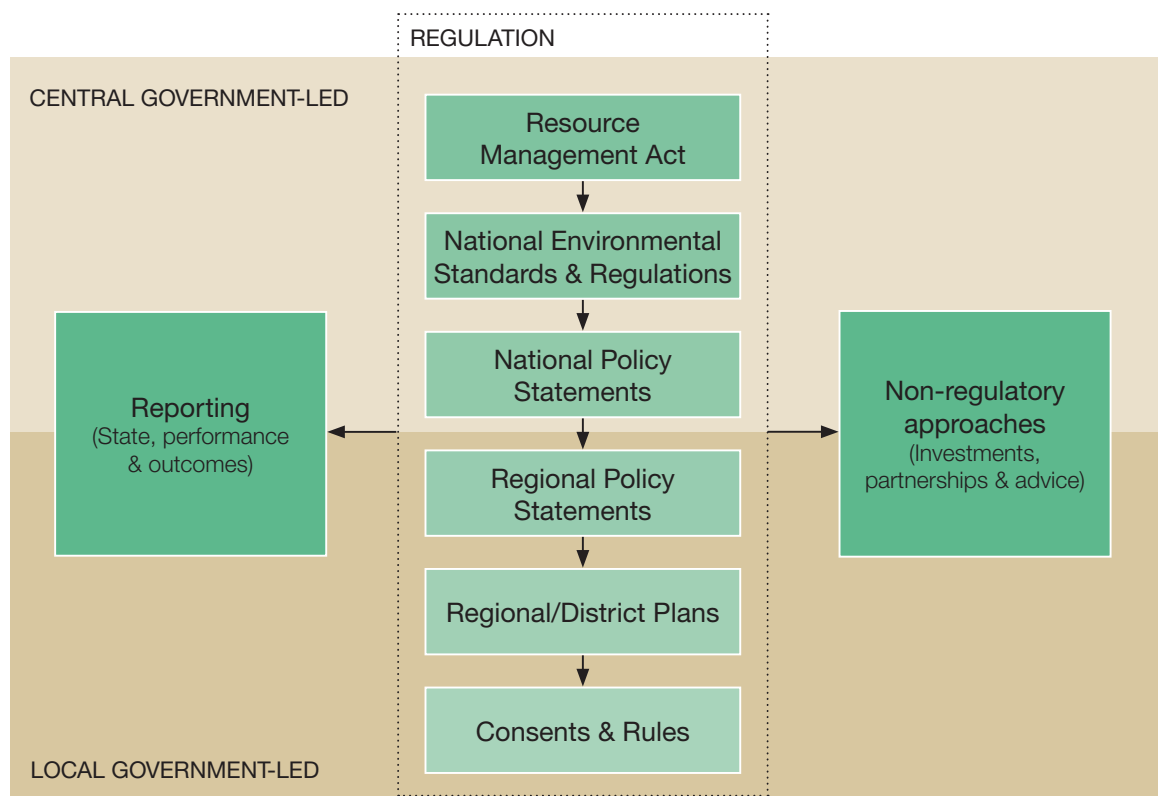 REGULATION
CENTRAL GOVERNMENT-LED
Resource
Management Act
National Environmental
Standards & Regulations
National Policy
Statements
Reporting
(State, performance
& outcomes)
Non-regulatory
approaches
(Investments,
partnerships & advice)
Regional Policy
Statements
Regional/District Plans
Consents & Rules
LOCAL GOVERNMENT-LED